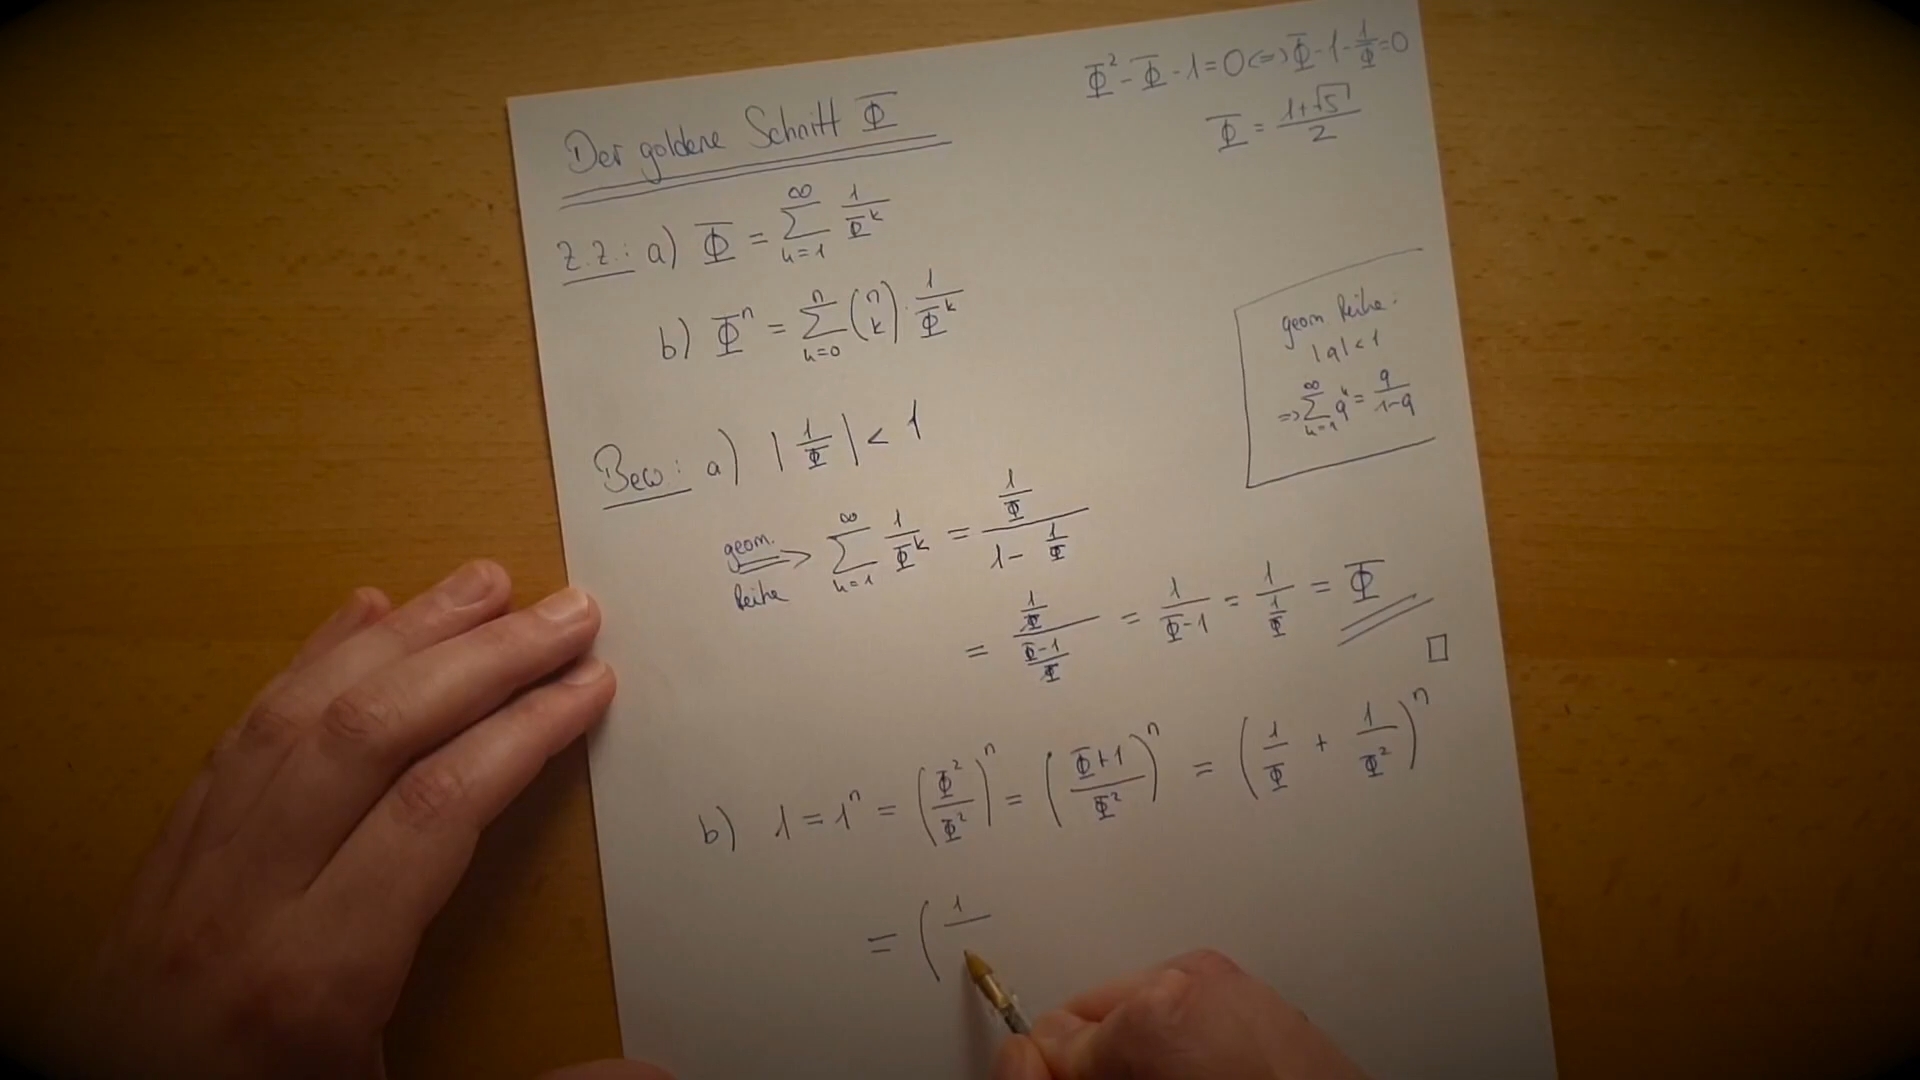 Der goldene Schnitt Φ
Φ² - Φ - 1 = 0 <=> Φ - 1 - 1/Φ = 0
Φ = (1+√5)/2
Z.Z.: a) Φ = ∑_{k=1}^{∞} 1/Φ^k
b) Φ^n = ∑_{k=0}^{n} (n k) · 1/Φ^k
geom. Reihe:
|q| < 1
=> ∑_{k=1}^{∞} q^k = q/(1-q)
Bew.: a) |1/Φ| < 1
geom. Reihe => ∑_{k=1}^{∞} 1/Φ^k = (1/Φ)/(1 - 1/Φ)
= (1/Φ)/((Φ-1)/Φ) = 1/(Φ-1) = 1/(1/Φ) = Φ
□
b) 1 = 1^n = (Φ²/Φ²)^n = ((Φ+1)/Φ²)^n = (1/Φ + 1/Φ²)^n
= (1/